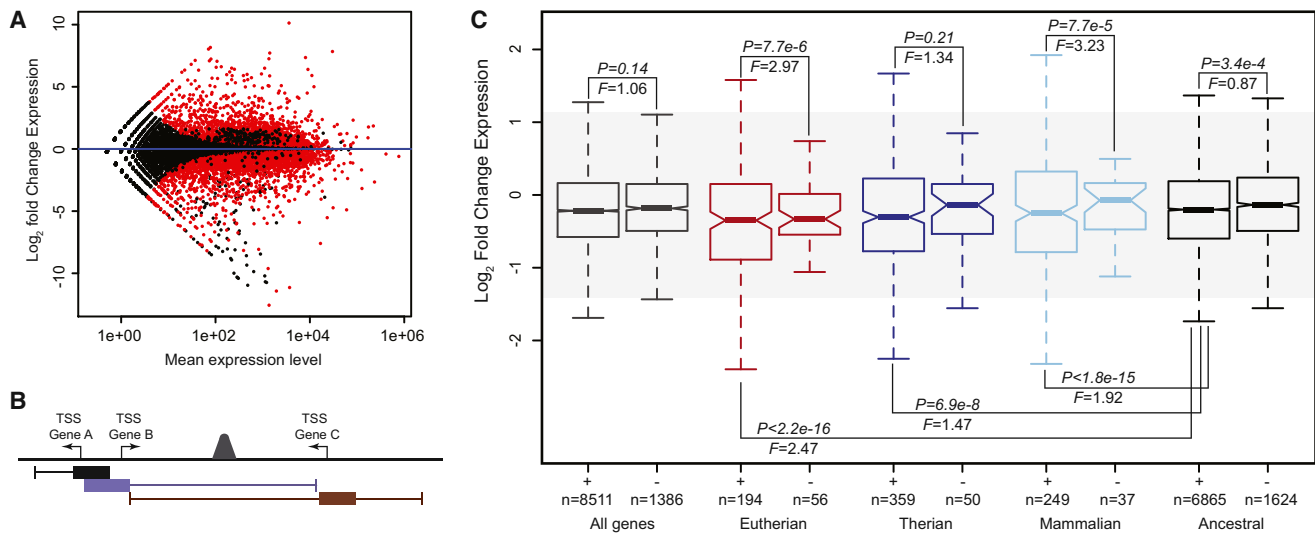 A
10
5
0
-5
-10
Log2 fold Change Expression
1e+00
1e+02
1e+04
1e+06
Mean expression level
B
TSS
Gene A
TSS
Gene B
TSS
Gene C
C
2
1
0
-1
-2
Log2 Fold Change Expression
P=0.14
F=1.06
P=7.7e-6
F=2.97
P=0.21
F=1.34
P=7.7e-5
F=3.23
P=3.4e-4
F=0.87
P<1.8e-15
F=1.92
P=6.9e-8
F=1.47
P<2.2e-16
F=2.47
+ - + - + - + - + -
n=8511 n=1386 n=194 n=56 n=359 n=50 n=249 n=37 n=6865 n=1624
All genes Eutherian Therian Mammalian Ancestral